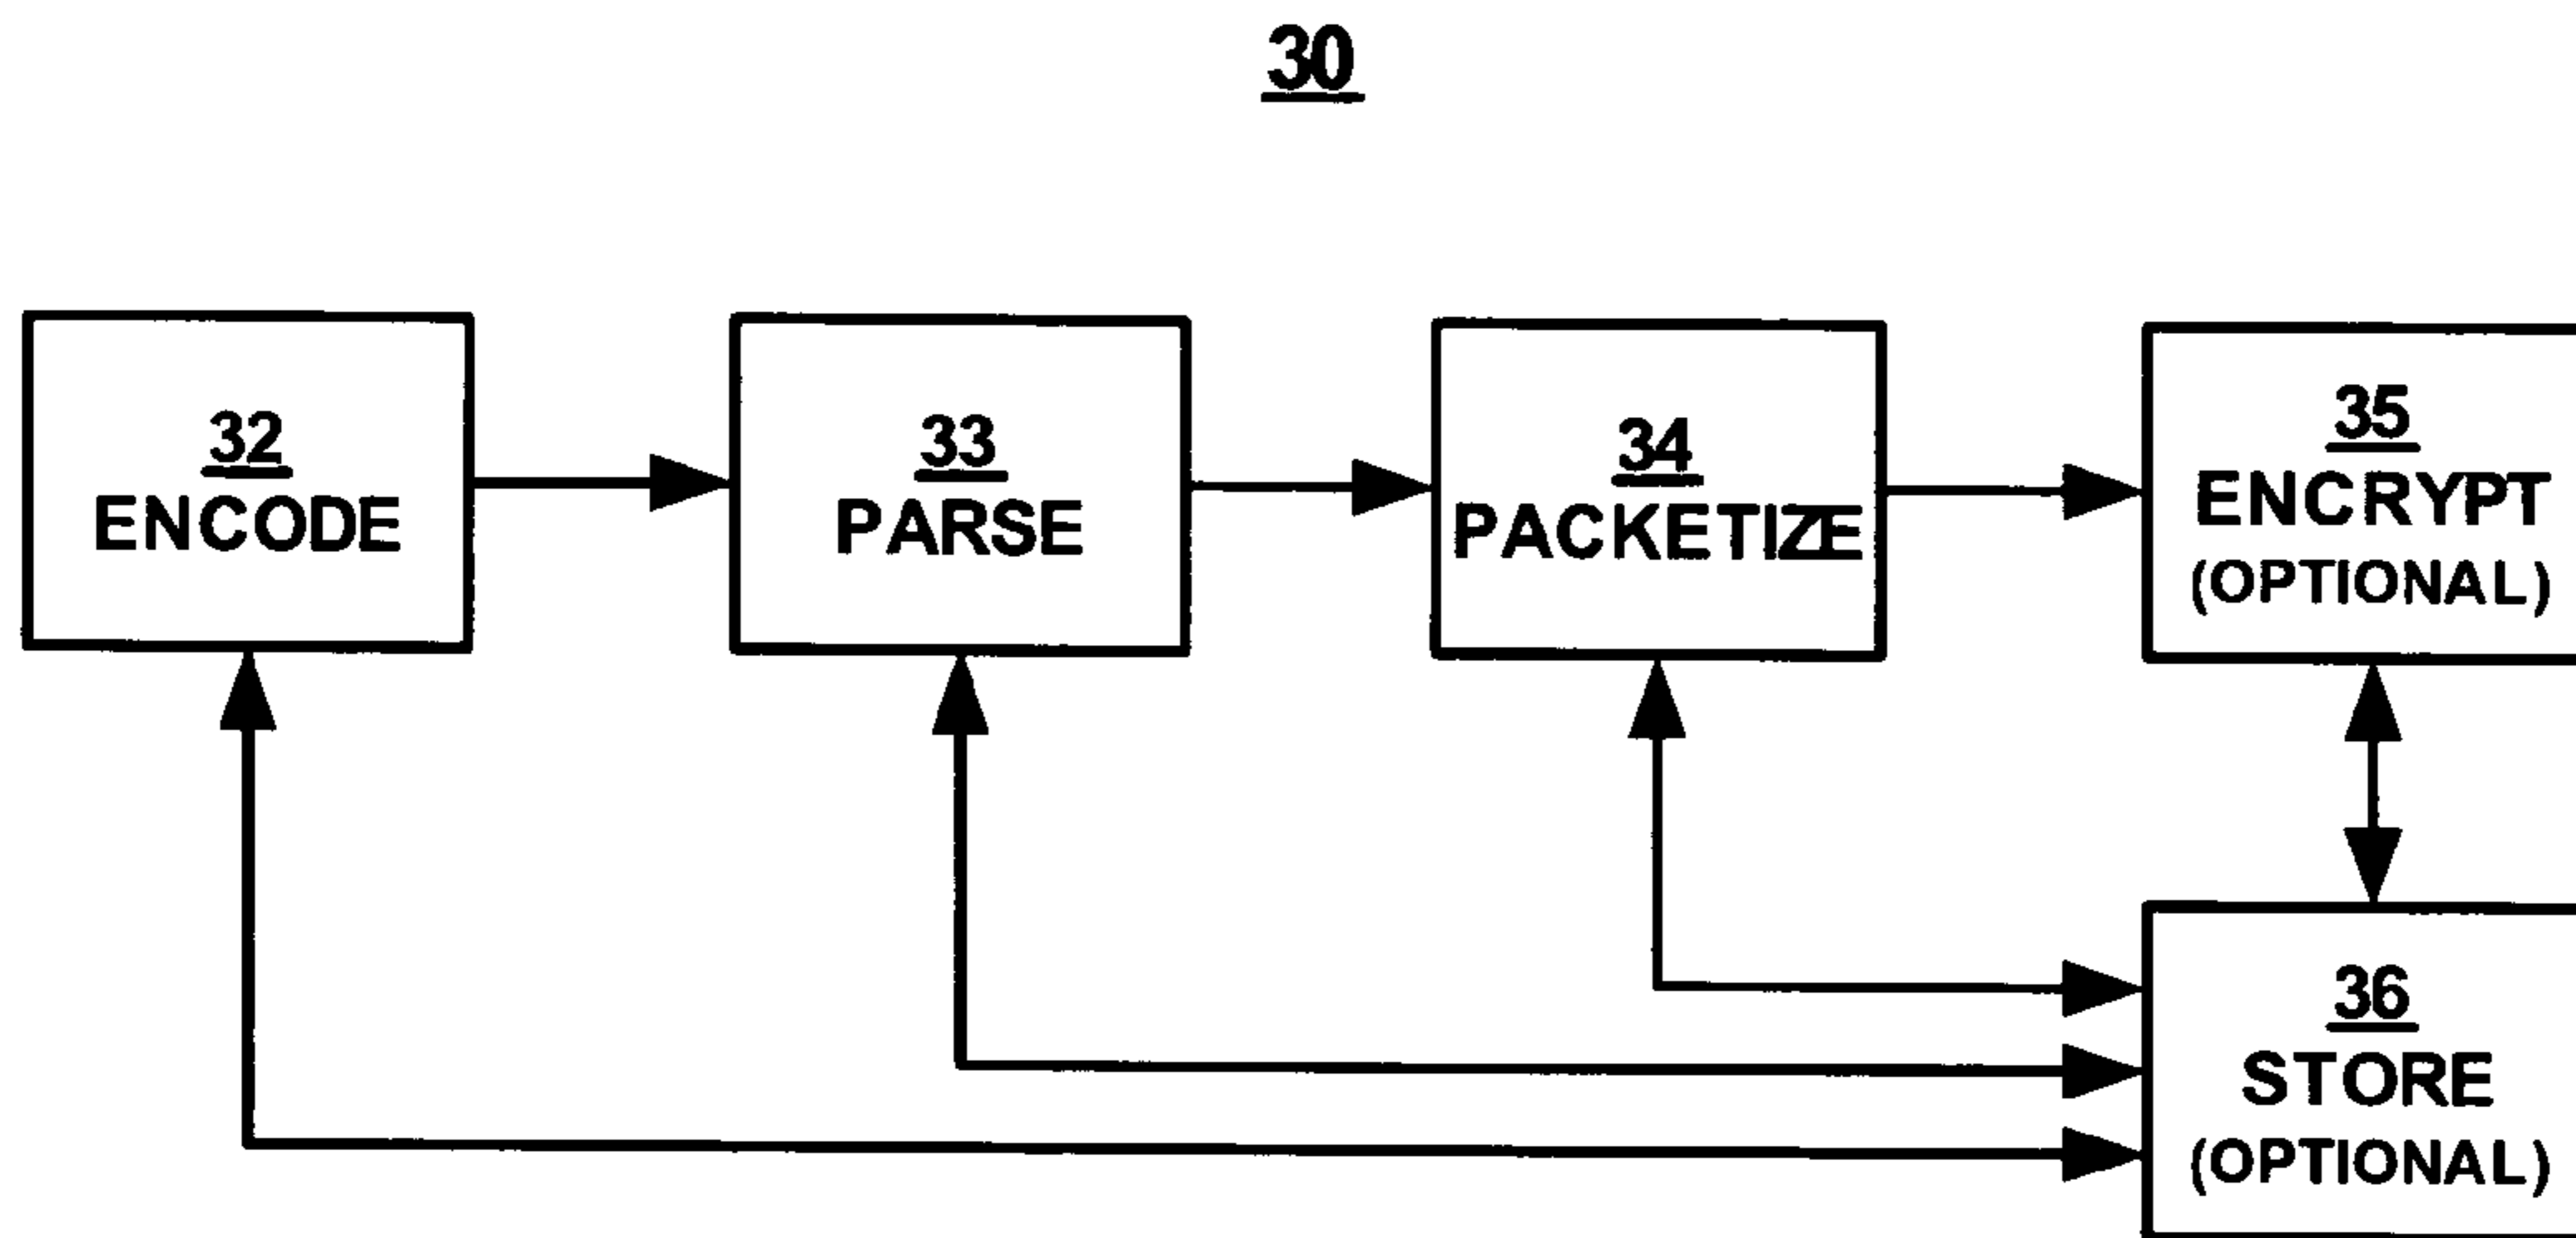 30
32
ENCODE
33
PARSE
34
PACKETIZE
35
ENCRYPT
(OPTIONAL)
36
STORE
(OPTIONAL)